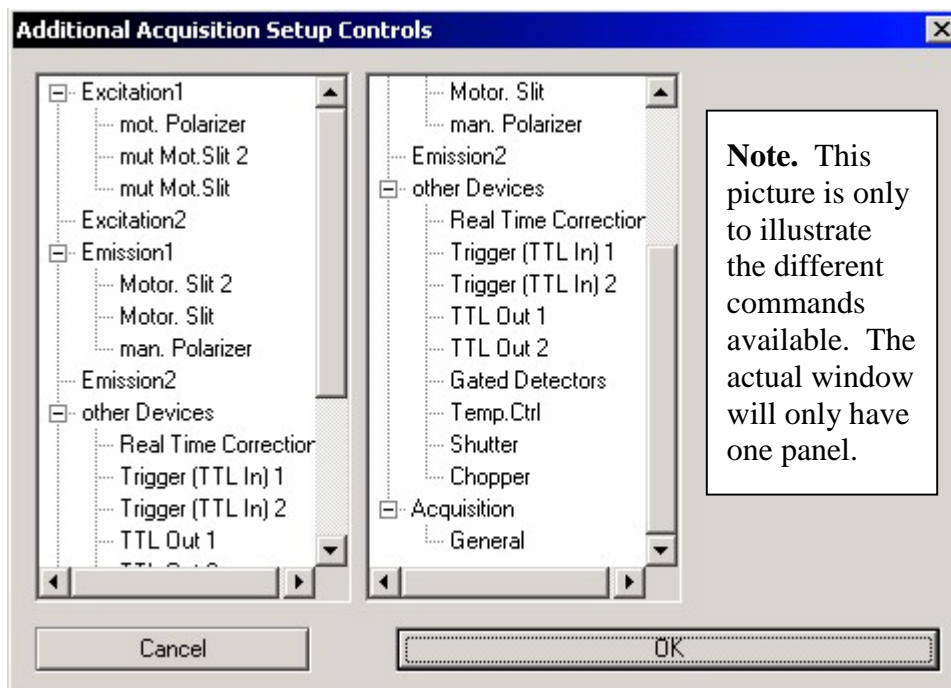 Additional Acquisition Setup Controls
Excitation1
mot. Polarizer
mut Mot.Slit 2
mut Mot.Slit
Excitation2
Emission1
Motor. Slit 2
Motor. Slit
man. Polarizer
Emission2
other Devices
Real Time Correction
Trigger (TTL In) 1
Trigger (TTL In) 2
TTL Out 1
Motor. Slit
man. Polarizer
Emission2
other Devices
Real Time Correction
Trigger (TTL In) 1
Trigger (TTL In) 2
TTL Out 1
TTL Out 2
Gated Detectors
Temp.Ctrl
Shutter
Chopper
Acquisition
General
Note. This
picture is only
to illustrate
the different
commands
available. The
actual window
will only have
one panel.
Cancel
OK